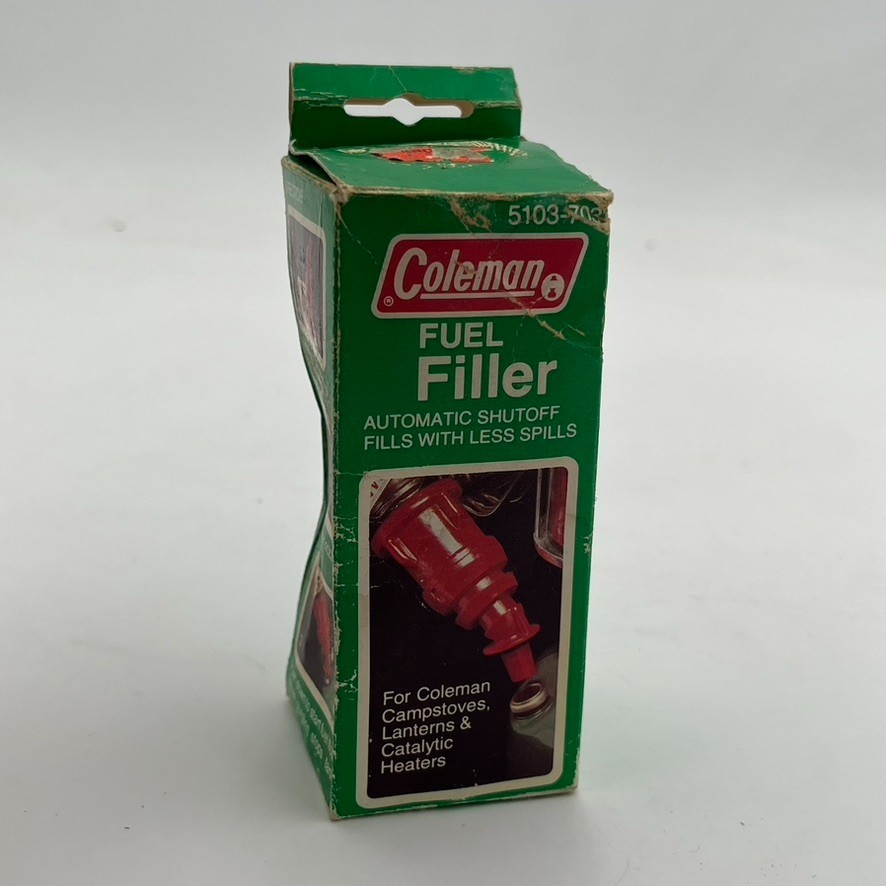 5103-703
Coleman
®
FUEL
Filler
AUTOMATIC SHUTOFF
FILLS WITH LESS SPILLS
For Coleman
Campstoves,
Lanterns &
Catalytic
Heaters